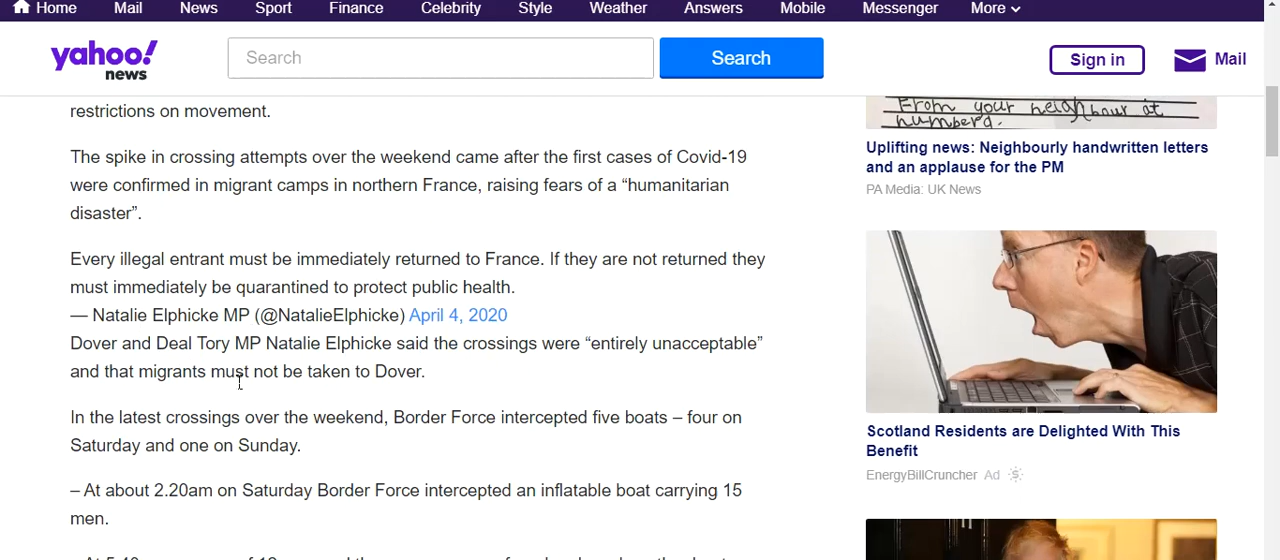 Home Mail News Sport Finance Celebrity Style Weather Answers Mobile Messenger More
yahoo!
news
Search
Search
Sign in
Mail
restrictions on movement.
The spike in crossing attempts over the weekend came after the first cases of Covid-19
were confirmed in migrant camps in northern France, raising fears of a “humanitarian
disaster”.
Every illegal entrant must be immediately returned to France. If they are not returned they
must immediately be quarantined to protect public health.
— Natalie Elphicke MP (@NatalieElphicke) April 4, 2020
Dover and Deal Tory MP Natalie Elphicke said the crossings were “entirely unacceptable”
and that migrants must not be taken to Dover.
In the latest crossings over the weekend, Border Force intercepted five boats – four on
Saturday and one on Sunday.
– At about 2.20am on Saturday Border Force intercepted an inflatable boat carrying 15
men.
From your neighbour at
number
Uplifting news: Neighbourly handwritten letters
and an applause for the PM
PA Media: UK News
Scotland Residents are Delighted With This
Benefit
EnergyBillCruncher Ad